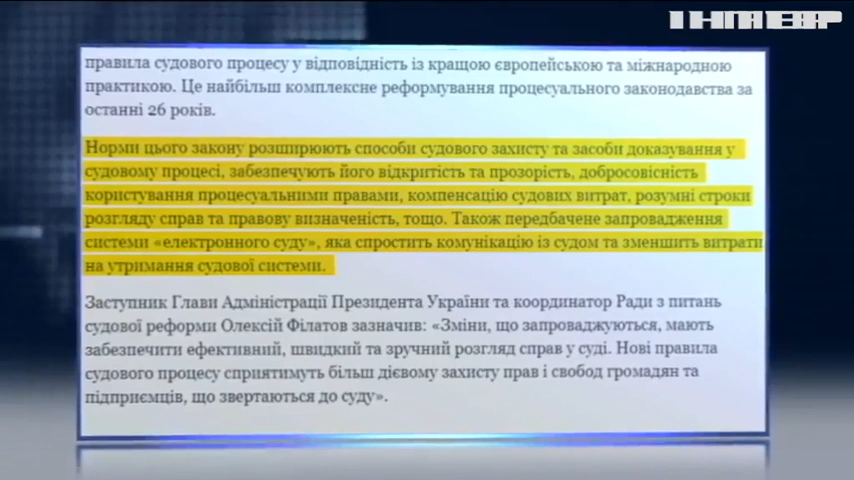 ІНТЕР
правила судового процесу у відповідність із кращою європейською та міжнародною
практикою. Це найбільш комплексне реформування процесуального законодавства за
останні 26 років.
Норми цього закону розширюють способи судового захисту та засоби доказування у
судовому процесі, забезпечують його відкритість та прозорість, добросовісність
користування процесуальними правами, компенсацію судових витрат, розумні строки
розгляду справ та правову визначеність, тощо. Також передбачене запровадження
системи «електронного суду», яка спростить комунікацію із судом та зменшить витрати
на утримання судової системи.
Заступник Глави Адміністрації Президента України та координатор Ради з питань
судової реформи Олексій Філатов зазначив: «Зміни, що запроваджуються, мають
забезпечити ефективний, швидкий та зручний розгляд справ у суді. Нові правила
судового процесу сприятимуть більш дієвому захисту прав і свобод громадян та
підприємців, що звертаються до суду».